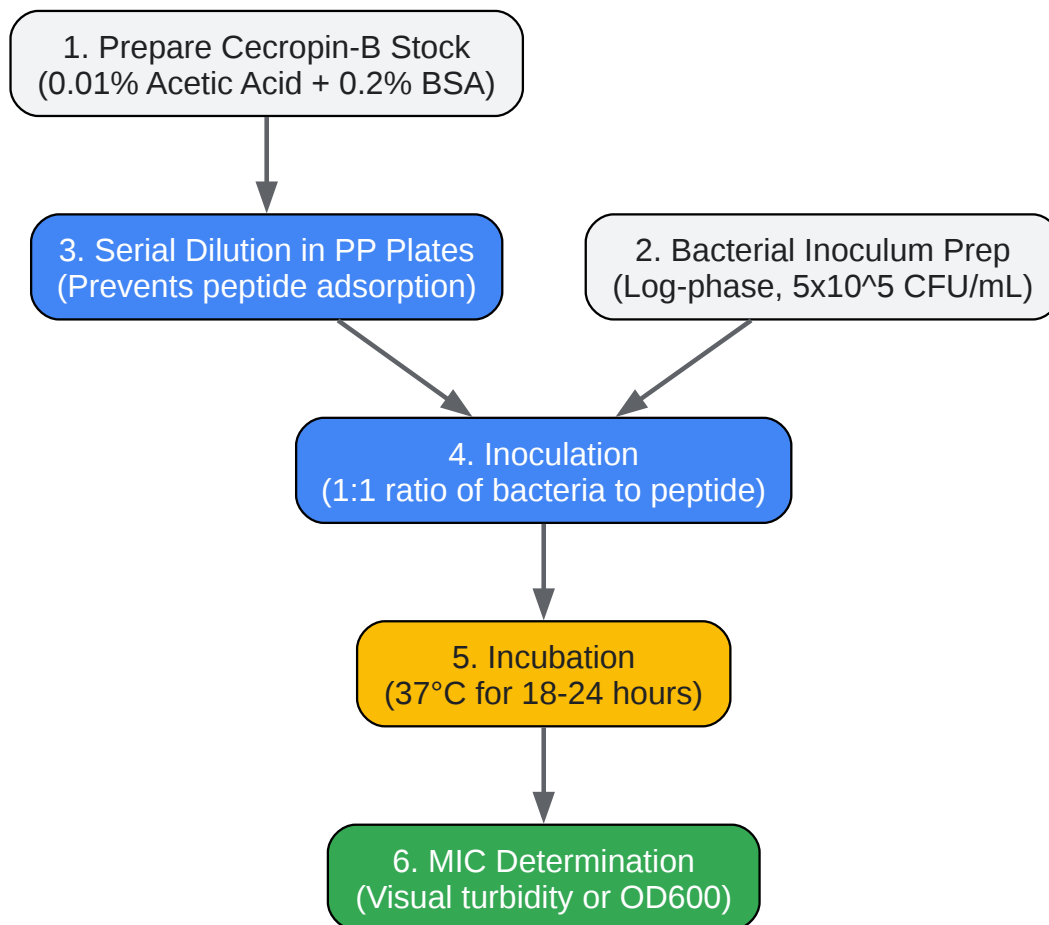 1. Prepare Cecropin-B Stock
(0.01% Acetic Acid + 0.2% BSA)
3. Serial Dilution in PP Plates
(Prevents peptide adsorption)
2. Bacterial Inoculum Prep
(Log-phase, 5x10^5 CFU/mL)
4. Inoculation
(1:1 ratio of bacteria to peptide)
5. Incubation
(37°C for 18-24 hours)
6. MIC Determination
(Visual turbidity or OD600)